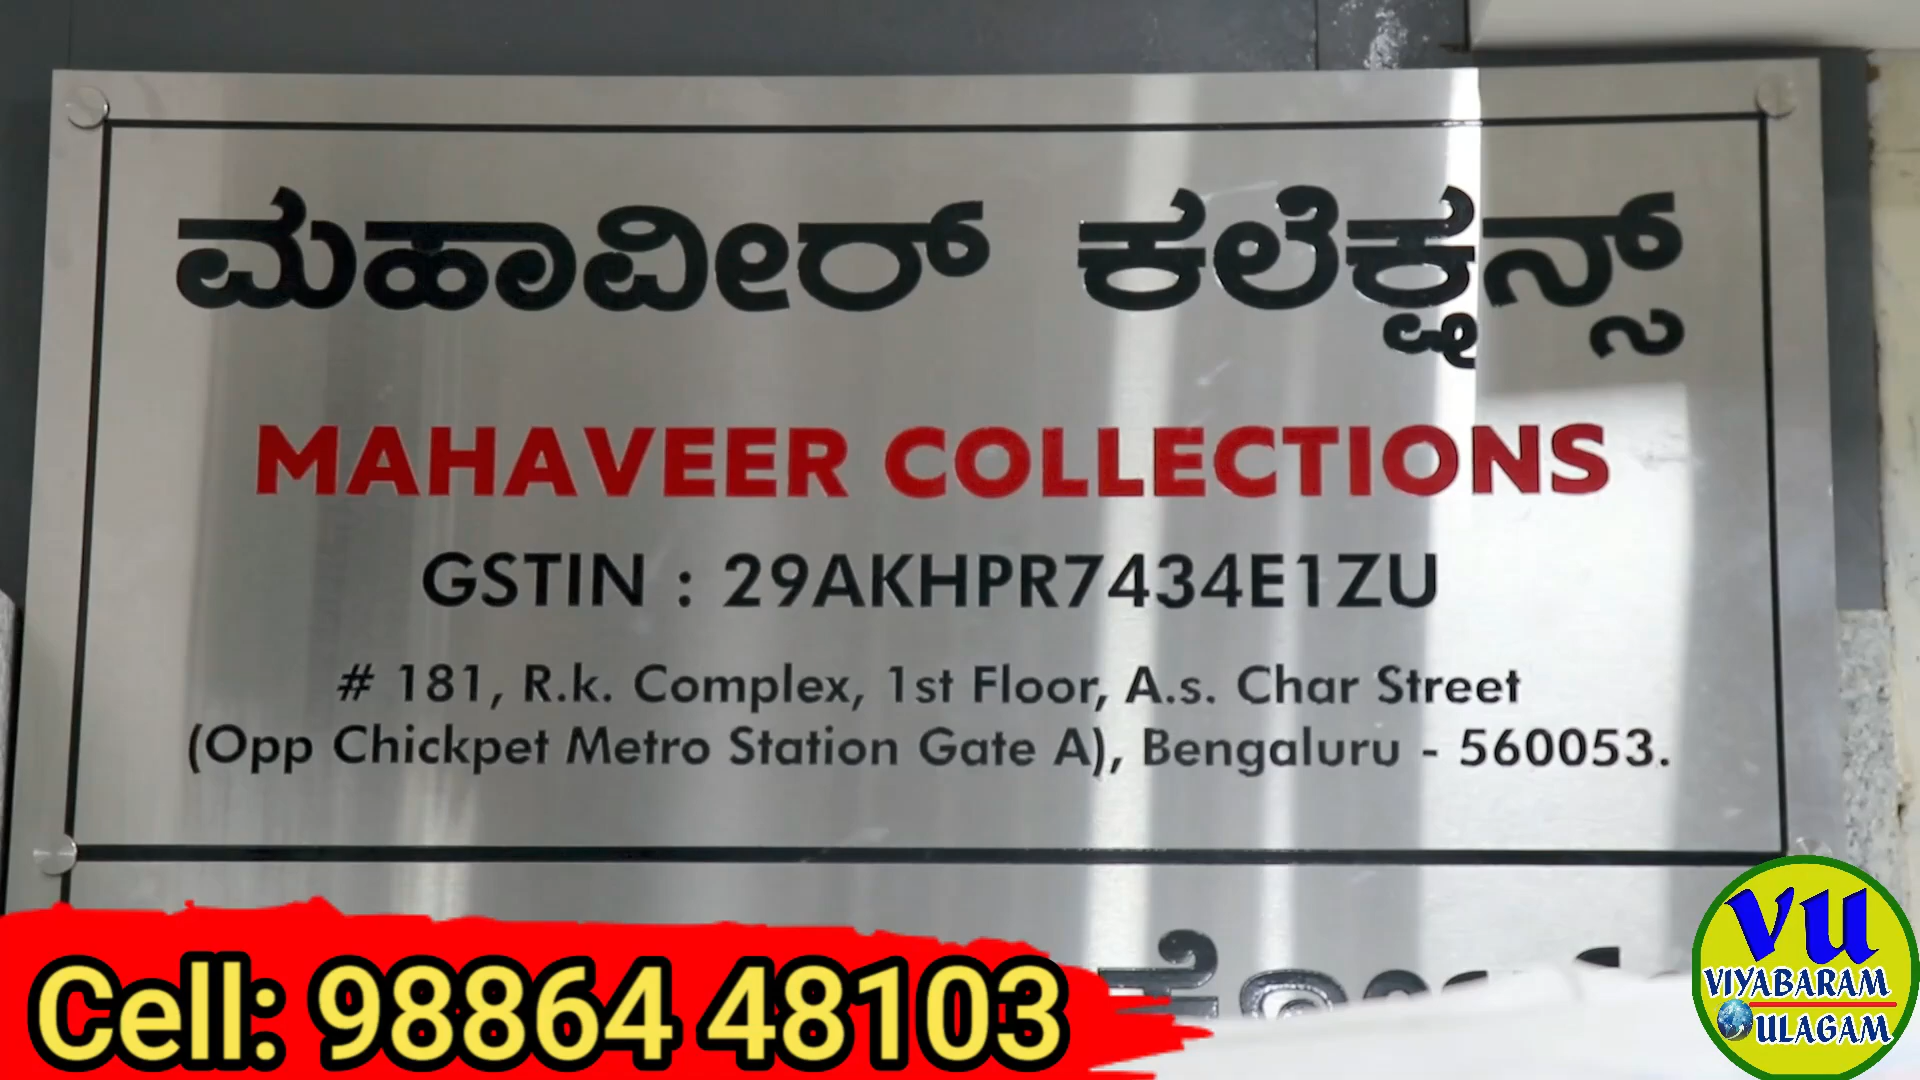 ಮಹಾವೀರ್ ಕಲೆಕ್ಷನ್ಸ್
MAHAVEER COLLECTIONS
GSTIN : 29AKHPR7434E1ZU
# 181, R.k. Complex, 1st Floor, A.s. Char Street
(Opp Chickpet Metro Station Gate A), Bengaluru - 560053.
Cell: 98864 48103
VU
VIYABARAM
ULAGAM